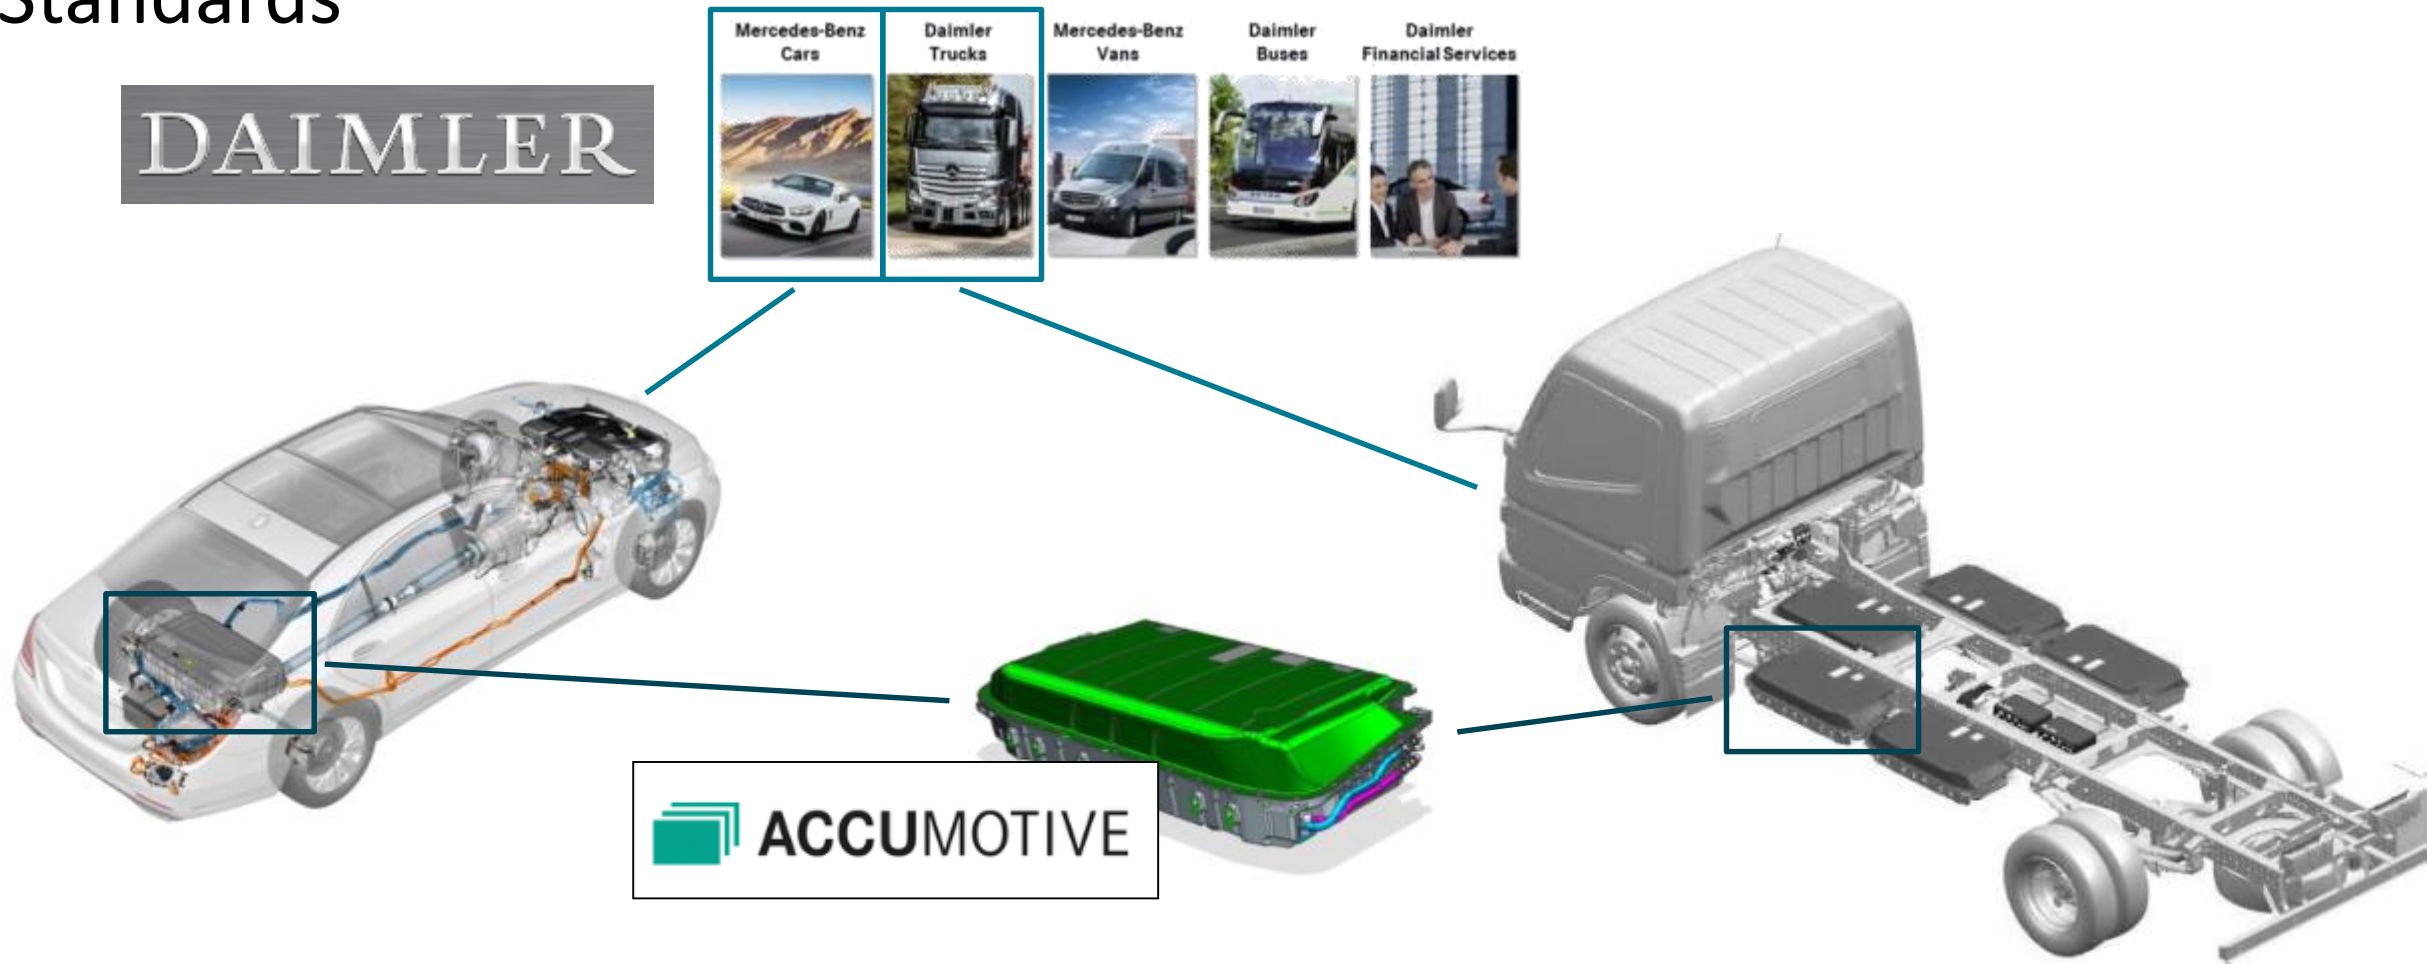 Standards
DAIMLER
Mercedes-Benz
Cars
Daimler
Trucks
Mercedes-Benz
Vans
Daimler
Buses
Daimler
Financial Services
ACCUMOTIVE